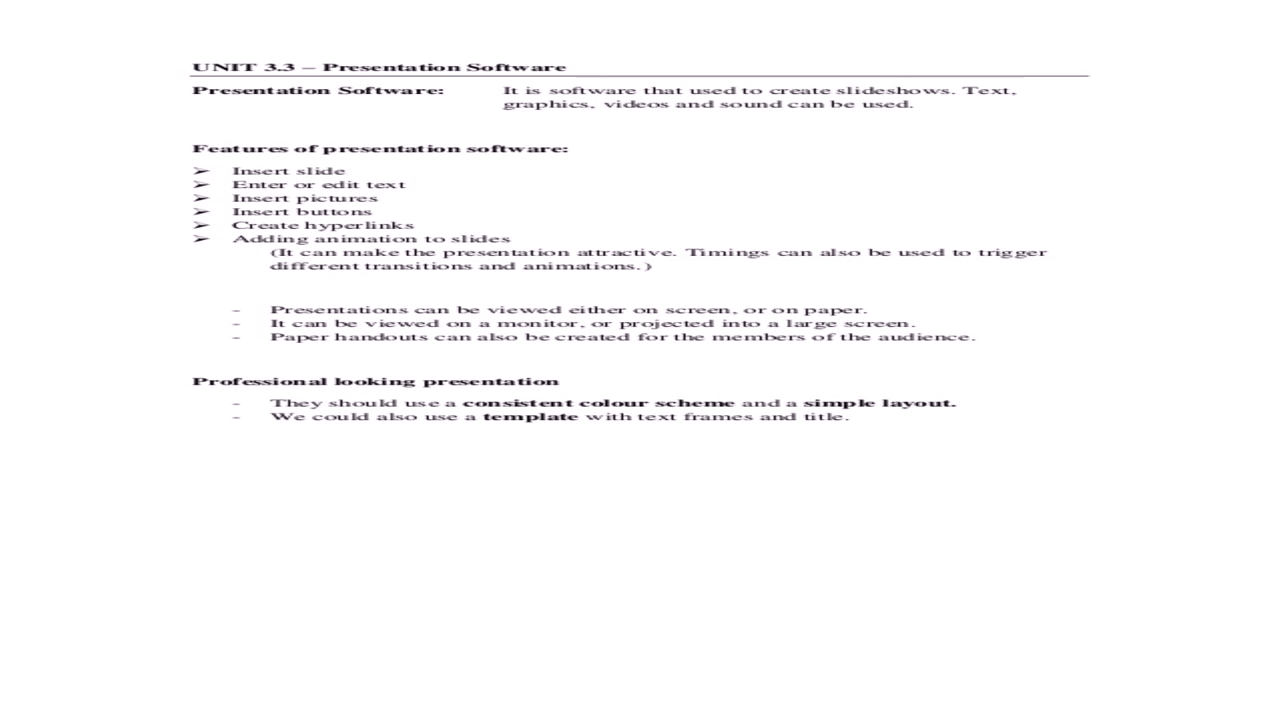 UNIT 3.3 – Presentation Software
Presentation Software: It is software that used to create slideshows. Text,
graphics, videos and sound can be used.
Features of presentation software:
➢ Insert slide
➢ Enter or edit text
➢ Insert pictures
➢ Insert buttons
➢ Create hyperlinks
➢ Adding animation to slides
(It can make the presentation attractive. Timings can also be used to trigger
different transitions and animations.)
- Presentations can be viewed either on screen, or on paper.
- It can be viewed on a monitor, or projected into a large screen.
- Paper handouts can also be created for the members of the audience.
Professional looking presentation
- They should use a consistent colour scheme and a simple layout.
- We could also use a template with text frames and title.